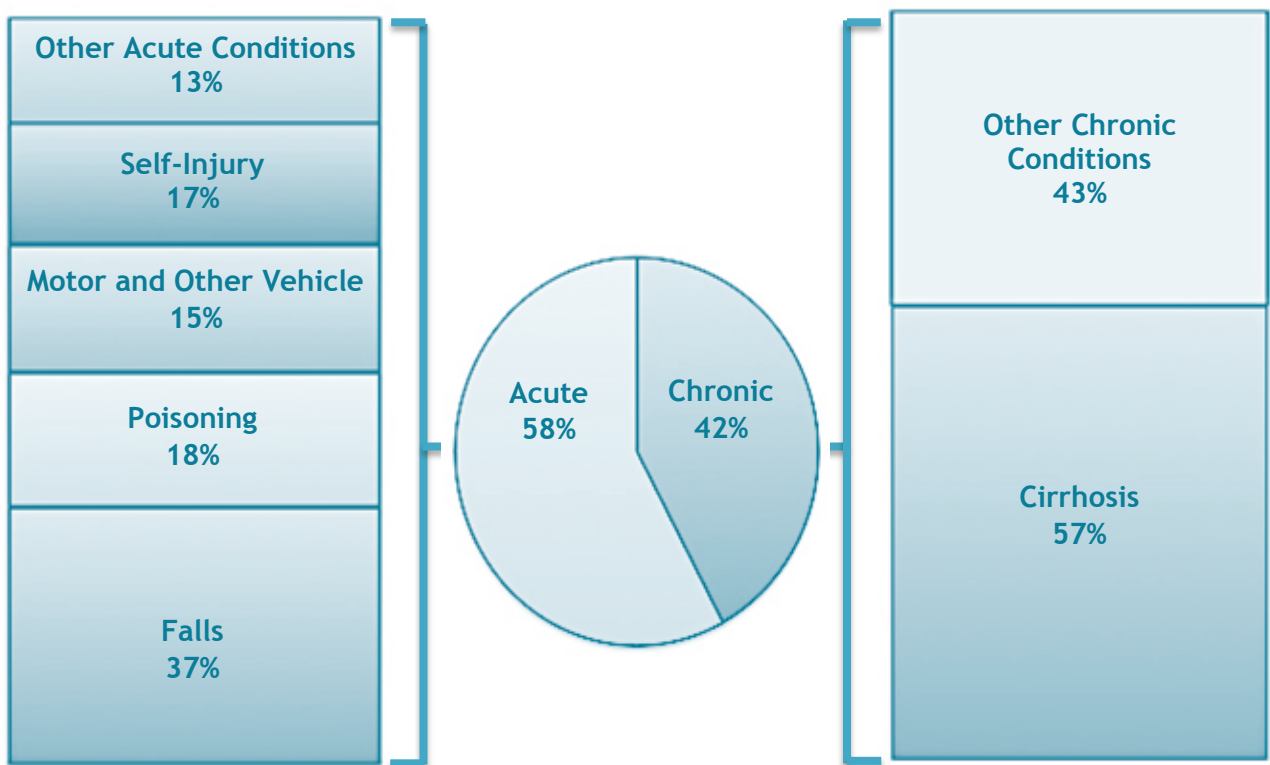 Other Acute Conditions
13%
Self-Injury
17%
Motor and Other Vehicle
15%
Poisoning
18%
Falls
37%
Acute
58%
Chronic
42%
Other Chronic
Conditions
43%
Cirrhosis
57%